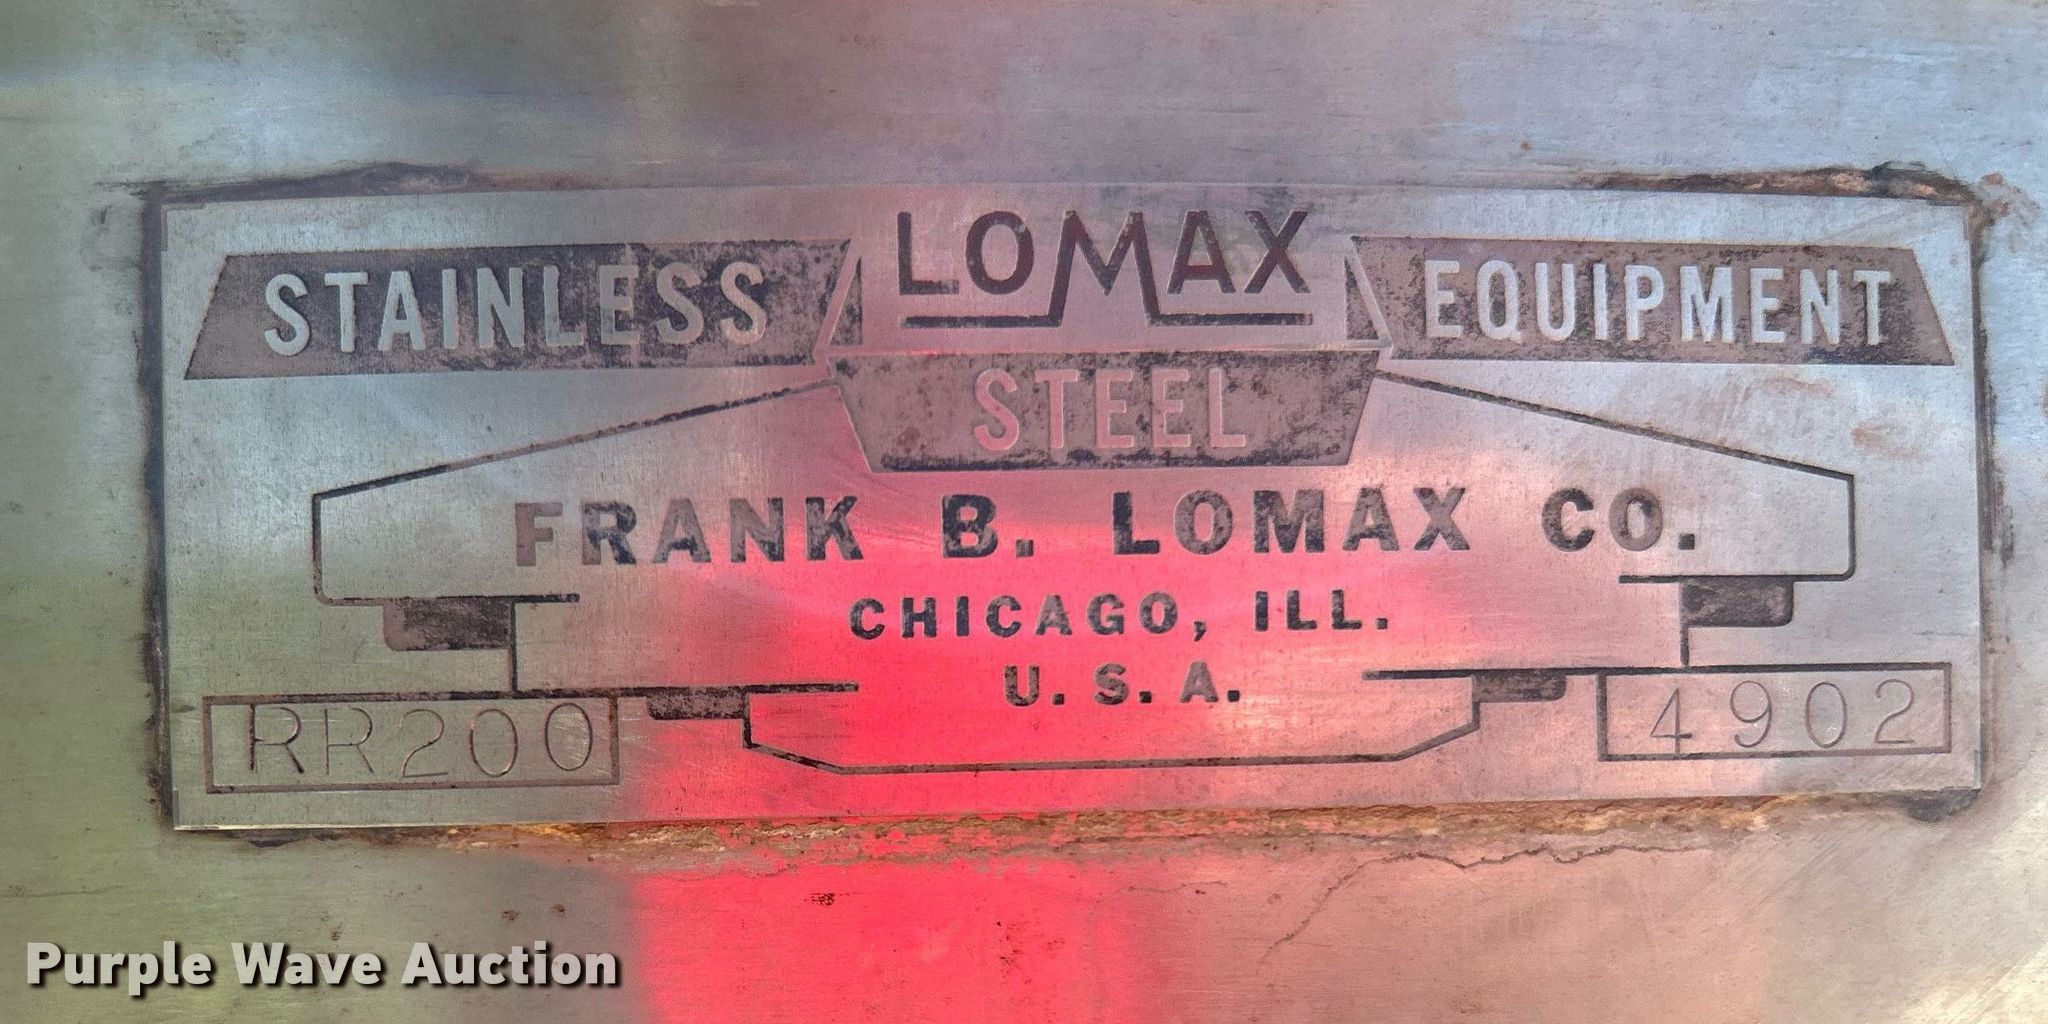 LOMAX
STAINLESS STEEL EQUIPMENT
FRANK B. LOMAX CO.
CHICAGO, ILL.
U. S. A.
RR200 4902
Purple Wave Auction